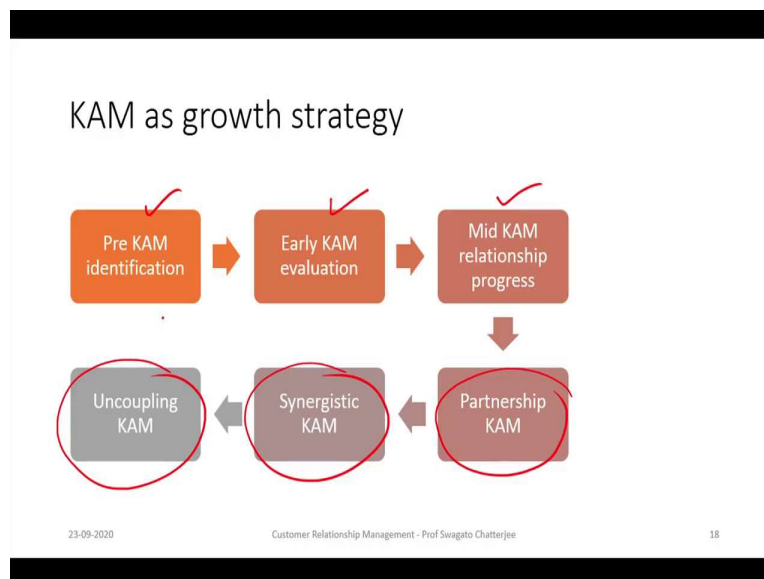 KAM as growth strategy
Pre KAM
identification
Early KAM
evaluation
Mid KAM
relationship
progress
Uncoupling
KAM
Synergistic
KAM
Partnership
KAM
23-09-2020
Customer Relationship Management - Prof Swagato Chatterjee
18